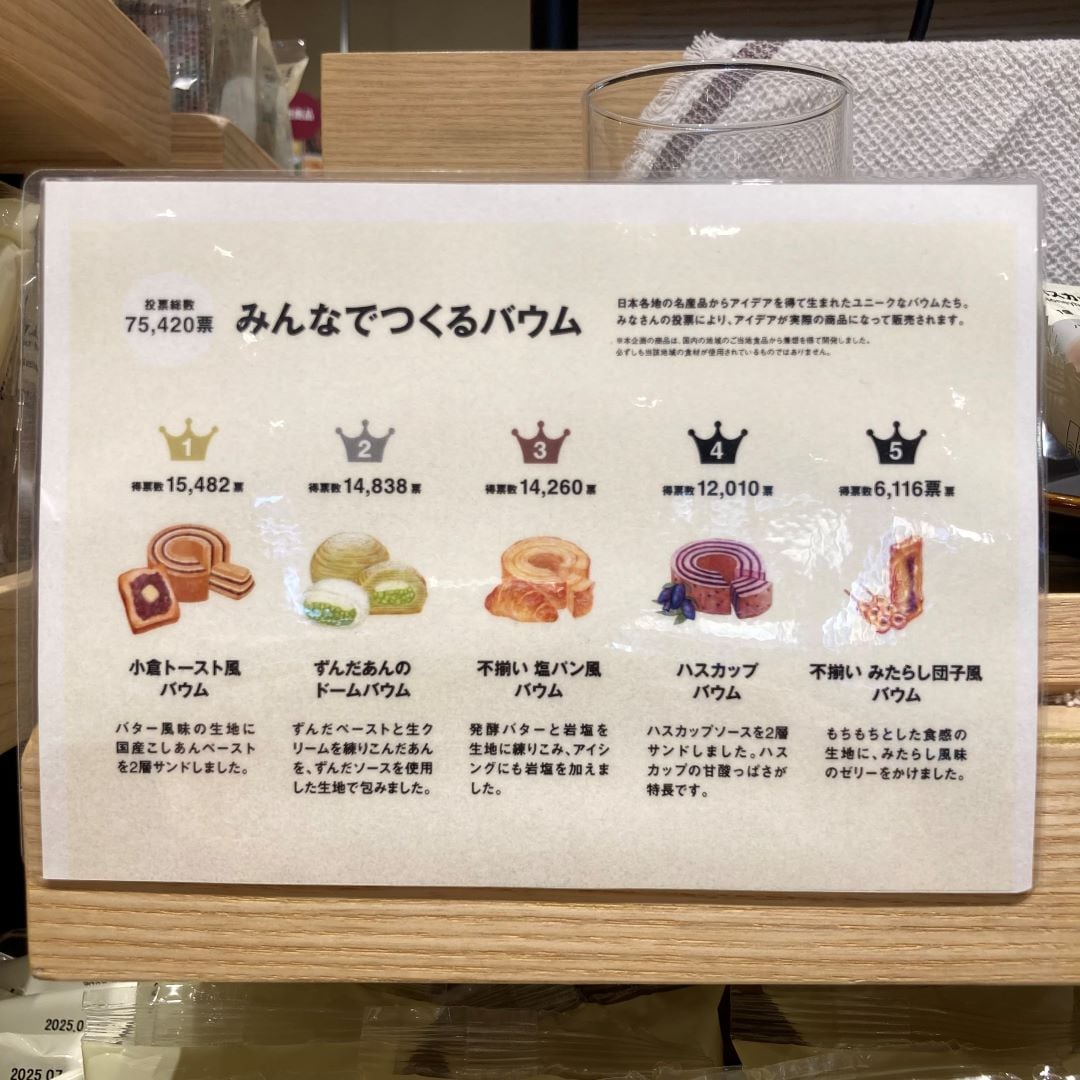 投票総数
75,420票
みんなでつくるバウム
日本各地の名産品からアイデアを得て生まれたユニークなバウムたち。
みなさんの投票により、アイデアが実際の商品になって販売されます。
※本企画の商品は、国内の地域のご当地食品から着想を得て開発しました。
必ずしも当該地域の食材が使用されているものではありません。
1
得票数15,482票
小倉トースト風
バウム
バター風味の生地に
国産こしあんペースト
を2層サンドしました。
2
得票数14,838票
ずんだあんの
ドームバウム
ずんだペーストと生ク
リームを練りこんだあん
を、ずんだソースを使用
した生地で包みました。
3
得票数14,260票
不揃い 塩パン風
バウム
発酵バターと岩塩を
生地に練りこみ、アイシ
ングにも岩塩を加えま
した。
4
得票数12,010票
ハスカップ
バウム
ハスカップソースを2層
サンドしました。ハス
カップの甘酸っぱさが
特長です。
5
得票数6,116票票
不揃い みたらし団子風
バウム
もちもちとした食感の
生地に、みたらし風味
のゼリーをかけました。
2025.0
2025.07